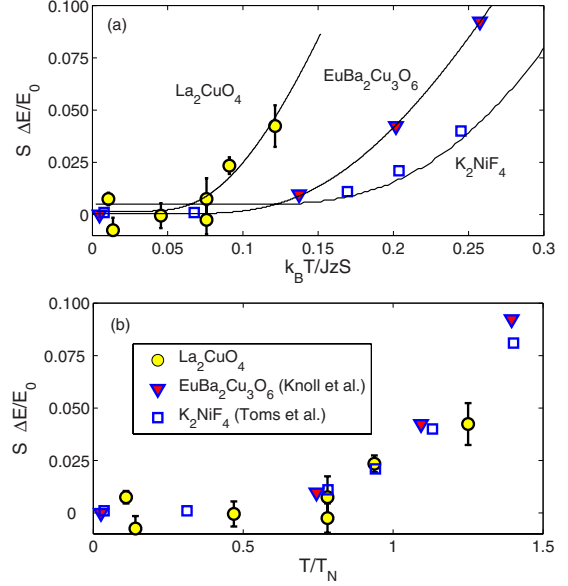 (a)
0.100
0.075
0.050
0.025
0
S ΔE/E₀
La₂CuO₄
EuBa₂Cu₃O₆
K₂NiF₄
0 0.05 0.1 0.15 0.2 0.25 0.3
k_BT/JzS
(b)
0.100
0.075
0.050
0.025
0
S ΔE/E₀
La₂CuO₄
EuBa₂Cu₃O₆ (Knoll et al.)
K₂NiF₄ (Toms et al.)
0 0.5 1 1.5
T/T_N